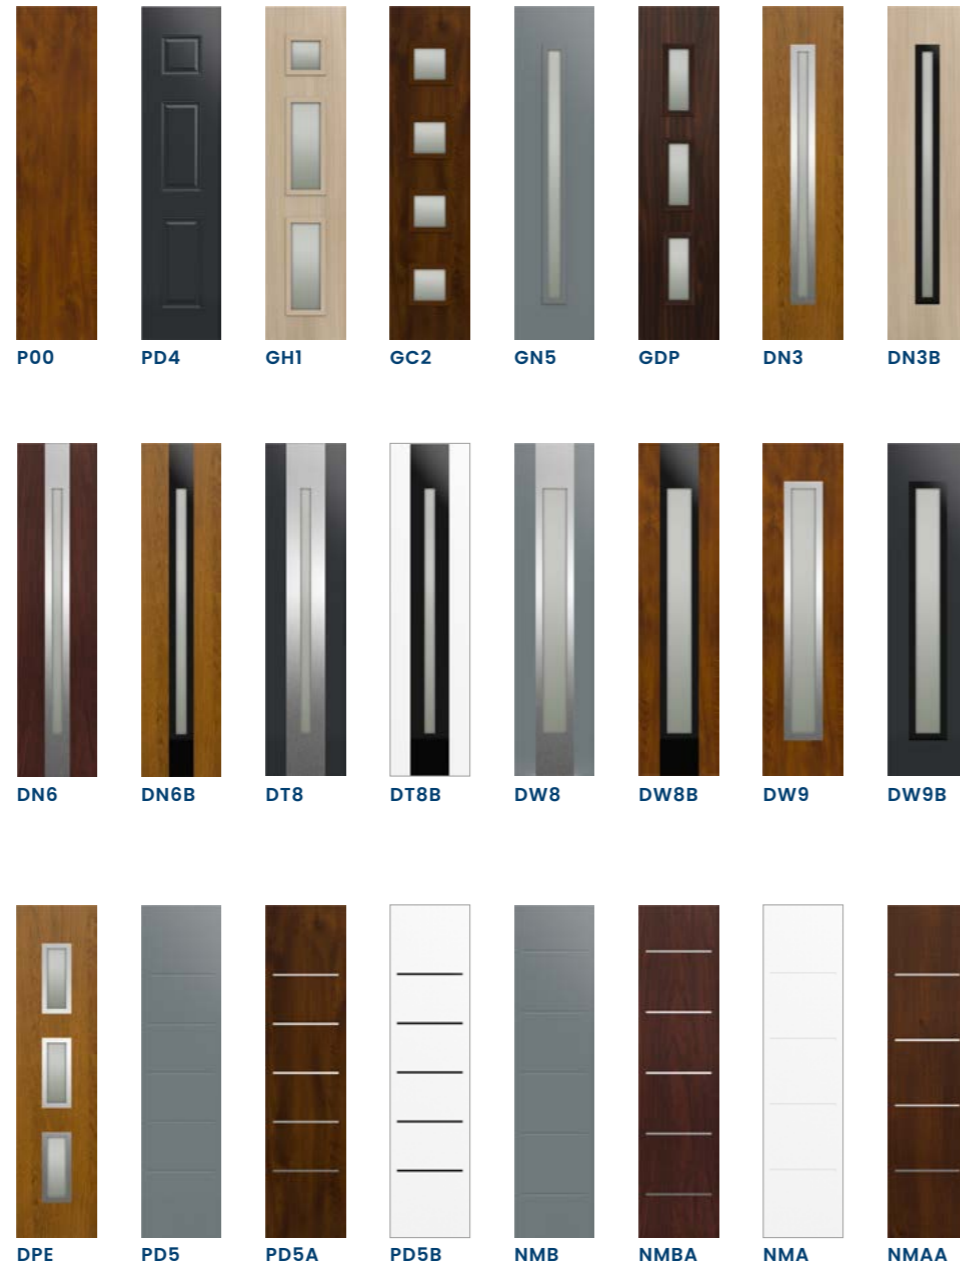 P00 PD4 GH1 GC2 GN5 GDP DN3 DN3B
DN6 DN6B DT8 DT8B DW8 DW8B DW9 DW9B
DPE PD5 PD5A PD5B NMB NMBA NMA NMAA